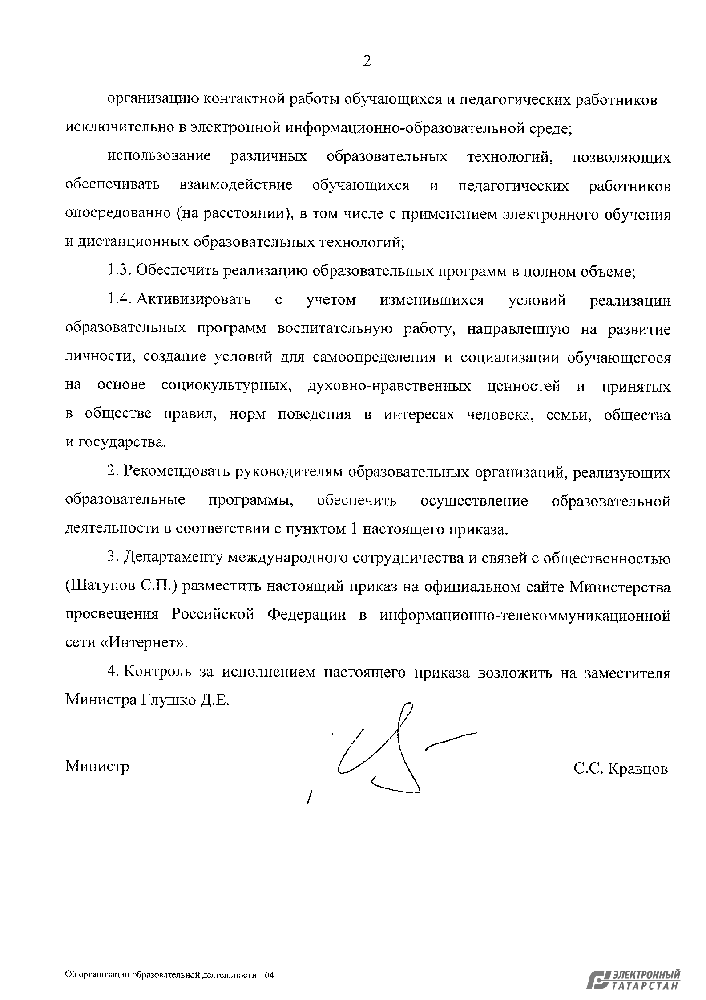 2
организацию контактной работы обучающихся и педагогических работников
исключительно в электронной информационно-образовательной среде;
использование различных образовательных технологий, позволяющих
обеспечивать взаимодействие обучающихся и педагогических работников
опосредованно (на расстоянии), в том числе с применением электронного обучения
и дистанционных образовательных технологий;
1.3. Обеспечить реализацию образовательных программ в полном объеме;
1.4. Активизировать с учетом изменившихся условий реализации
образовательных программ воспитательную работу, направленную на развитие
личности, создание условий для самоопределения и социализации обучающегося
на основе социокультурных, духовно-нравственных ценностей и принятых
в обществе правил, норм поведения в интересах человека, семьи, общества
и государства.
2. Рекомендовать руководителям образовательных организаций, реализующих
образовательные программы, обеспечить осуществление образовательной
деятельности в соответствии с пунктом 1 настоящего приказа.
3. Департаменту международного сотрудничества и связей с общественностью
(Шатунов С.П.) разместить настоящий приказ на официальном сайте Министерства
просвещения Российской Федерации в информационно-телекоммуникационной
сети «Интернет».
4. Контроль за исполнением настоящего приказа возложить на заместителя
Министра Глушко Д.Е.
Министр С.С. Кравцов
Об организации образовательной деятельности - 04
ЭЛЕКТРОННЫЙ
ТАТАРСТАН